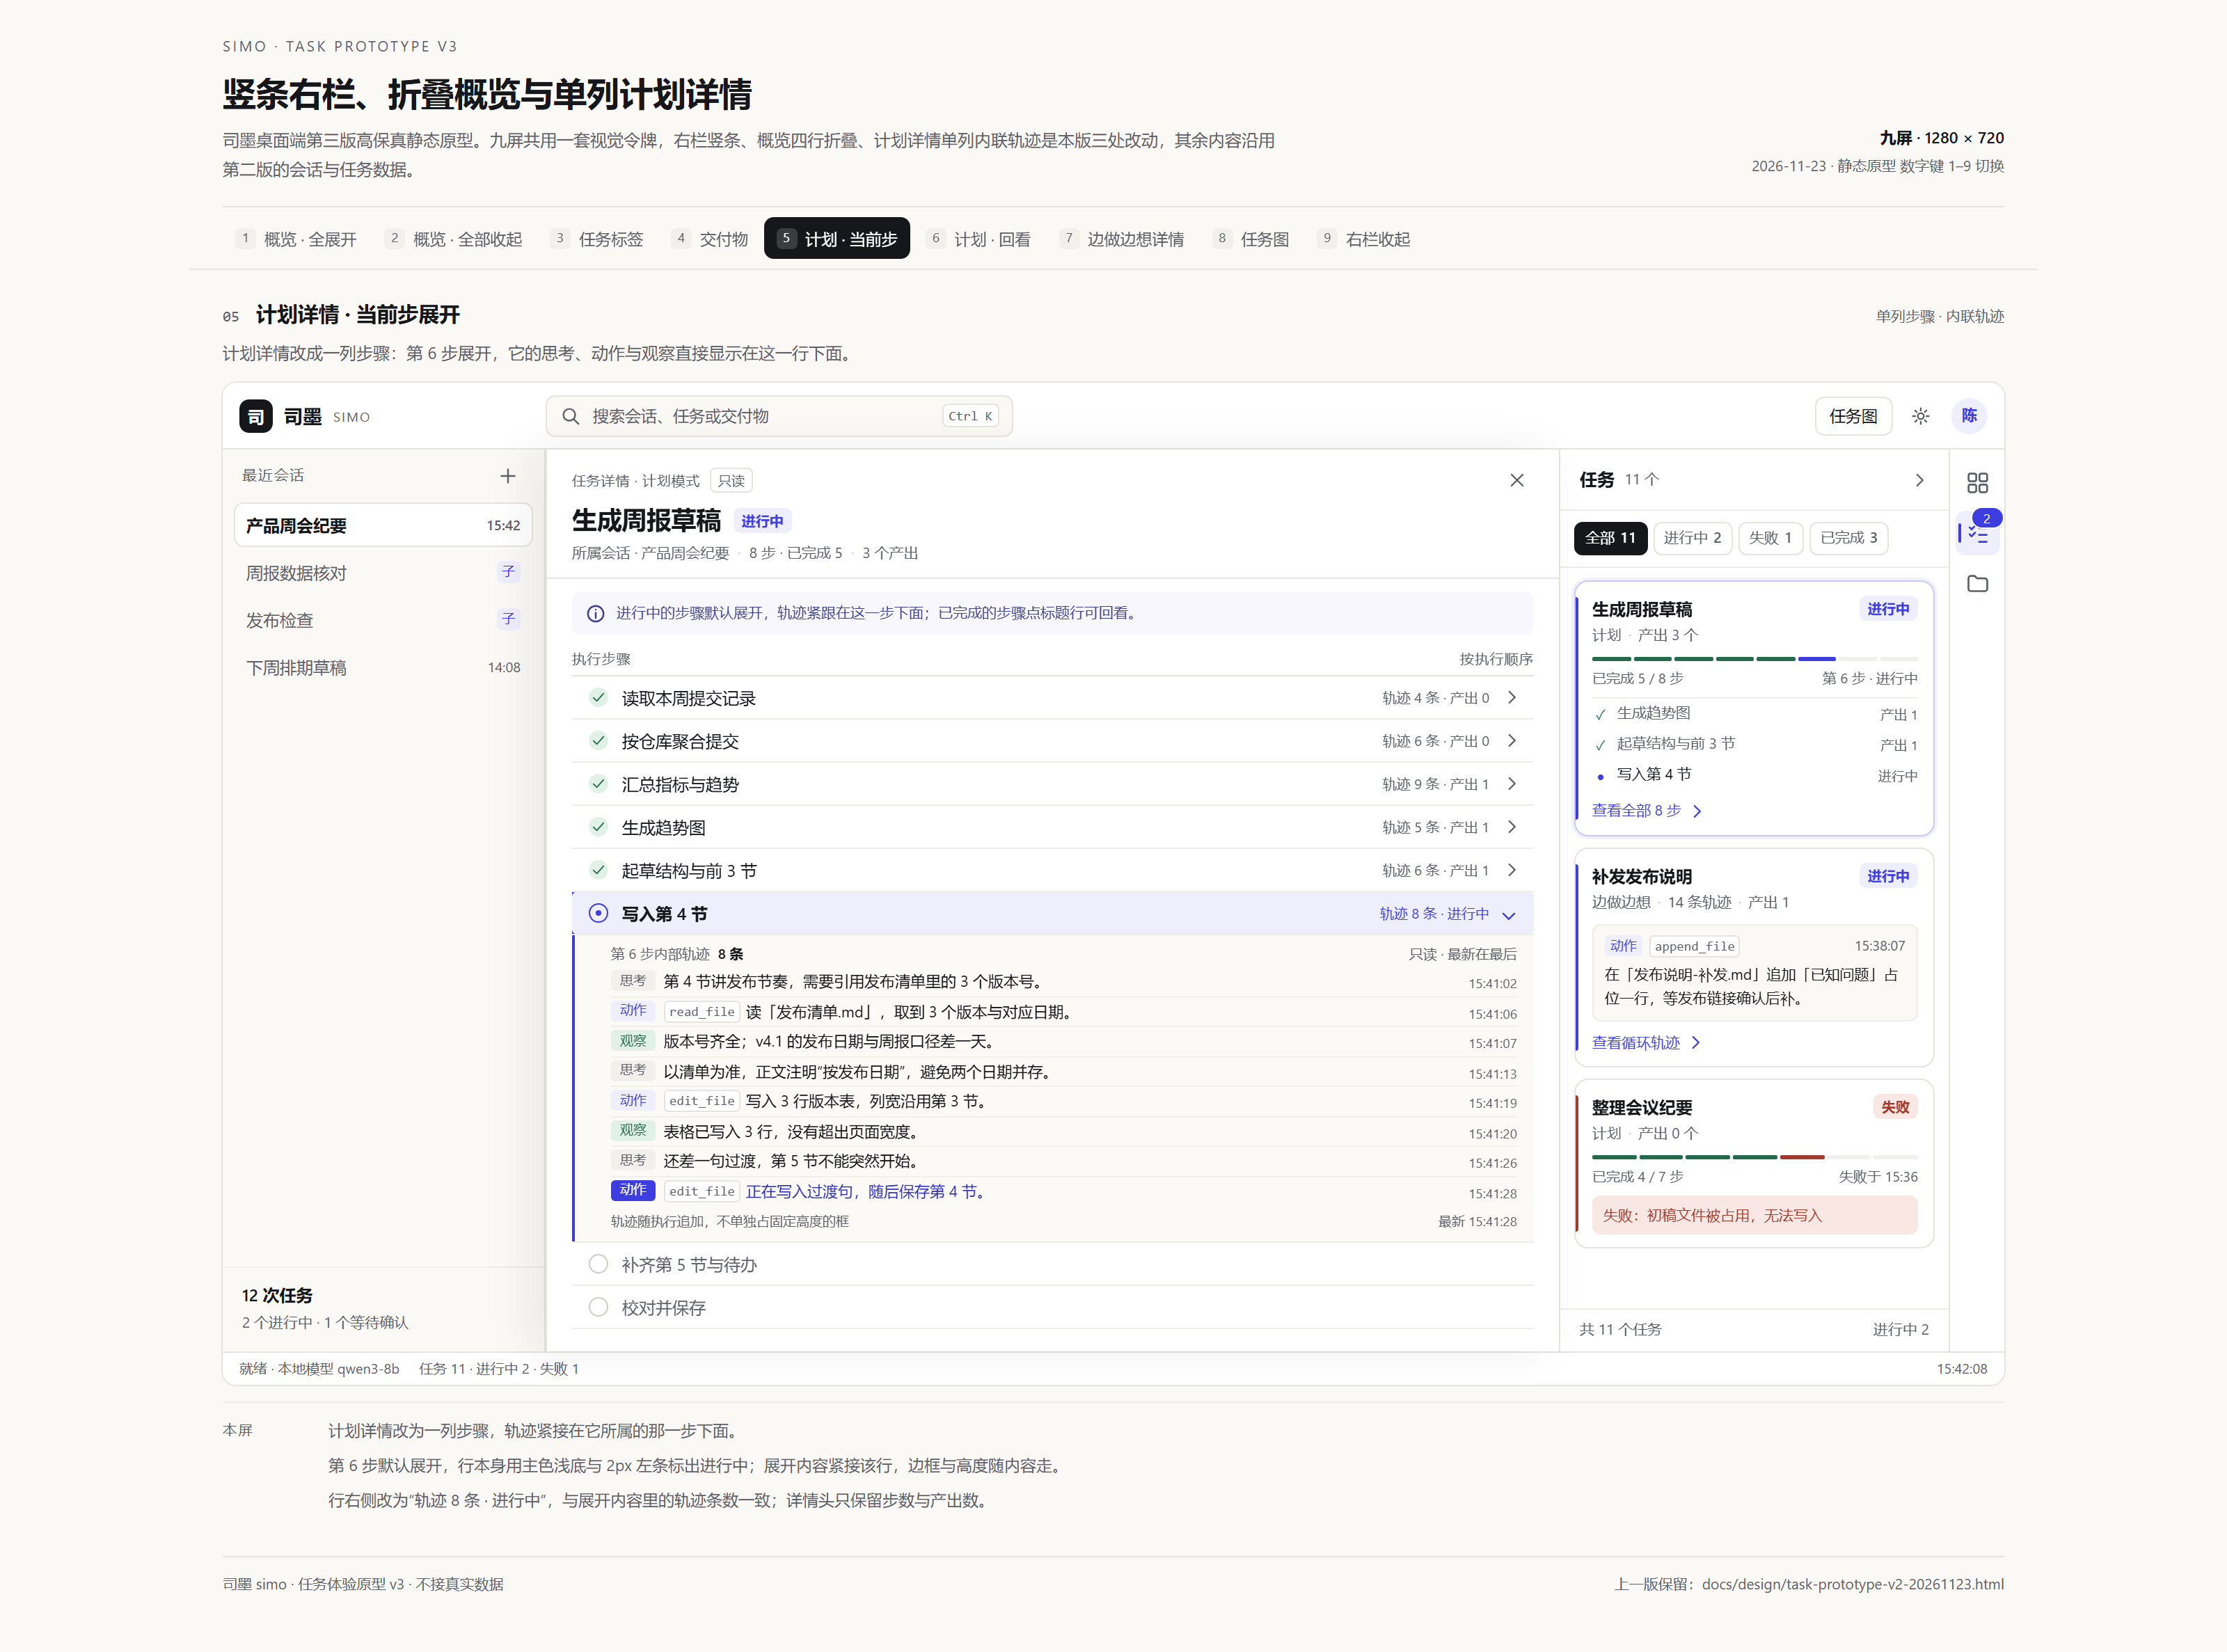 SIMO · TASK PROTOTYPE V3
竖条右栏、折叠概览与单列计划详情
司墨桌面端第三版高保真静态原型。九屏共用一套视觉令牌，右栏竖条、概览四行折叠、计划详情单列内联轨迹是本版三处改动，其余内容沿用
第二版的会话与任务数据。
九屏 · 1280 × 720
2026-11-23 · 静态原型 数字键 1–9 切换
1 概览 · 全展开 2 概览 · 全部收起 3 任务标签 4 交付物 5 计划 · 当前步 6 计划 · 回看 7 边做边想详情 8 任务图 9 右栏收起
05 计划详情 · 当前步展开
单列步骤 · 内联轨迹
计划详情改成一列步骤：第 6 步展开，它的思考、动作与观察直接显示在这一行下面。
司 司墨 SIMO
搜索会话、任务或交付物 Ctrl K
任务图
陈
最近会话
产品周会纪要 15:42
周报数据核对 子
发布检查 子
下周排期草稿 14:08
12 次任务
2 个进行中 · 1 个等待确认
任务详情 · 计划模式 只读
生成周报草稿 进行中
所属会话 · 产品周会纪要 · 8 步 · 已完成 5 · 3 个产出
进行中的步骤默认展开，轨迹紧跟在这一步下面；已完成的步骤点标题行可回看。
执行步骤 按执行顺序
读取本周提交记录 轨迹 4 条 · 产出 0
按仓库聚合提交 轨迹 6 条 · 产出 0
汇总指标与趋势 轨迹 9 条 · 产出 1
生成趋势图 轨迹 5 条 · 产出 1
起草结构与前 3 节 轨迹 6 条 · 产出 1
写入第 4 节 轨迹 8 条 · 进行中
第 6 步内部轨迹 8 条 只读 · 最新在最后
思考 第 4 节讲发布节奏，需要引用发布清单里的 3 个版本号。 15:41:02
动作 read_file 读「发布清单.md」，取到 3 个版本与对应日期。 15:41:06
观察 版本号齐全；v4.1 的发布日期与周报口径差一天。 15:41:07
思考 以清单为准，正文注明“按发布日期”，避免两个日期并存。 15:41:13
动作 edit_file 写入 3 行版本表，列宽沿用第 3 节。 15:41:19
观察 表格已写入 3 行，没有超出页面宽度。 15:41:20
思考 还差一句过渡，第 5 节不能突然开始。 15:41:26
动作 edit_file 正在写入过渡句，随后保存第 4 节。 15:41:28
轨迹随执行追加，不单独占固定高度的框 最新 15:41:28
补齐第 5 节与待办
校对并保存
任务 11 个
全部 11 进行中 2 失败 1 已完成 3
生成周报草稿 进行中
计划 · 产出 3 个
已完成 5 / 8 步 第 6 步 · 进行中
生成趋势图 产出 1
起草结构与前 3 节 产出 1
写入第 4 节 进行中
查看全部 8 步
补发发布说明 进行中
边做边想 · 14 条轨迹 · 产出 1
动作 append_file 15:38:07
在「发布说明-补发.md」追加「已知问题」占
位一行，等发布链接确认后补。
查看循环轨迹
整理会议纪要 失败
计划 · 产出 0 个
已完成 4 / 7 步 失败于 15:36
失败：初稿文件被占用，无法写入
共 11 个任务 进行中 2
2
就绪 · 本地模型 qwen3-8b 任务 11 · 进行中 2 · 失败 1 15:42:08
本屏
计划详情改为一列步骤，轨迹紧接在它所属的那一步下面。
第 6 步默认展开，行本身用主色浅底与 2px 左条标出进行中；展开内容紧接该行，边框与高度随内容走。
行右侧改为“轨迹 8 条 · 进行中”，与展开内容里的轨迹条数一致；详情头只保留步数与产出数。
司墨 simo · 任务体验原型 v3 · 不接真实数据
上一版保留：docs/design/task-prototype-v2-20261123.html